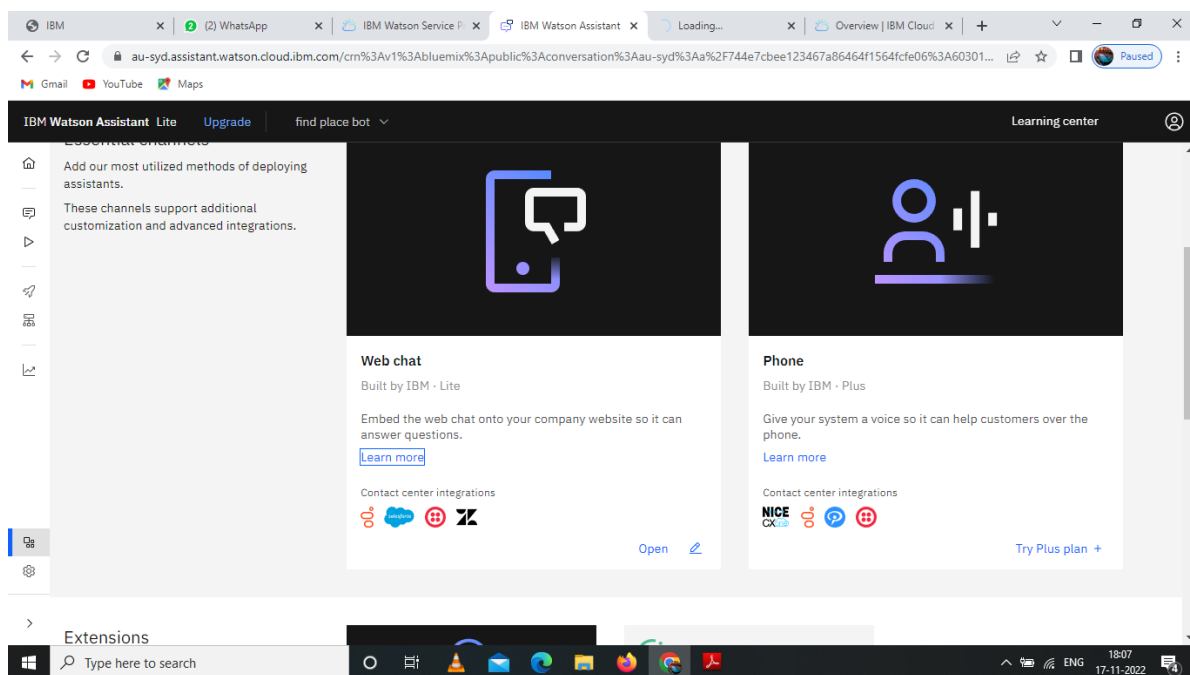 IBM
(2) WhatsApp
IBM Watson Service P
IBM Watson Assistant
Loading...
Overview | IBM Cloud
au-syd.assistant.watson.cloud.ibm.com/crn%3Av1%3Abluemix%3Apublic%3Aconversation%3Aau-syd%3Aa%2F744e7cbee123467a86464f1564fcfe06%3A60301...
Paused
Gmail
YouTube
Maps
IBM Watson Assistant Lite
Upgrade
find place bot
Learning center
Essential channels
Add our most utilized methods of deploying
assistants.
These channels support additional
customization and advanced integrations.
Web chat
Built by IBM · Lite
Embed the web chat onto your company website so it can
answer questions.
Learn more
Contact center integrations
salesforce
Open
Phone
Built by IBM · Plus
Give your system a voice so it can help customers over the
phone.
Learn more
Contact center integrations
NICE
CXone
Try Plus plan +
Extensions
Type here to search
ENG
18:07
17-11-2022
4